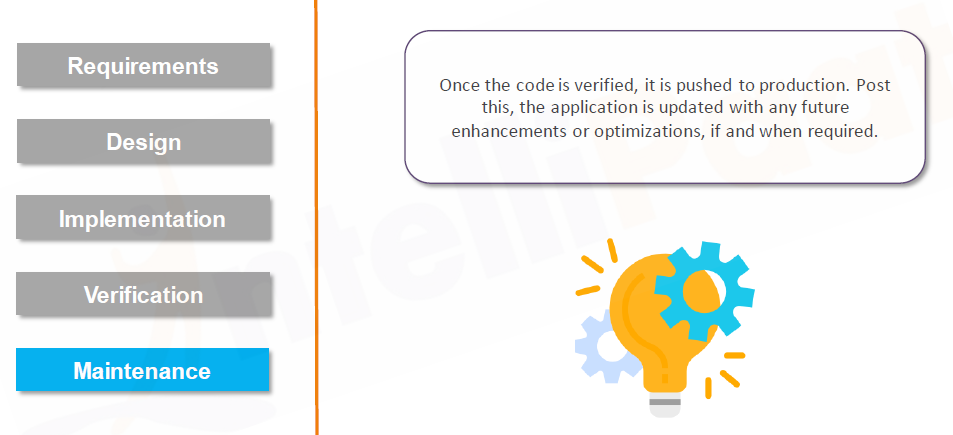 Requirements
Design
Implementation
Verification
Maintenance
Once the code is verified, it is pushed to production. Post
this, the application is updated with any future
enhancements or optimizations, if and when required.
IntelliPaat